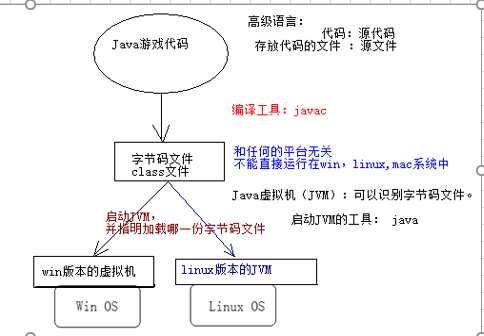 高级语言：
代码：源代码
存放代码的文件 ：源文件
Java游戏代码
编译工具：javac
字节码文件
class文件
和任何的平台无关
不能直接运行在win，linux,mac系统中
Java虚拟机（JVM）：可以识别字节码文件。
启动JVM的工具： java
启动JVM，
并指明加载哪一份字节码文件
win版本的虚拟机
linux版本的JVM
Win OS
Linux OS